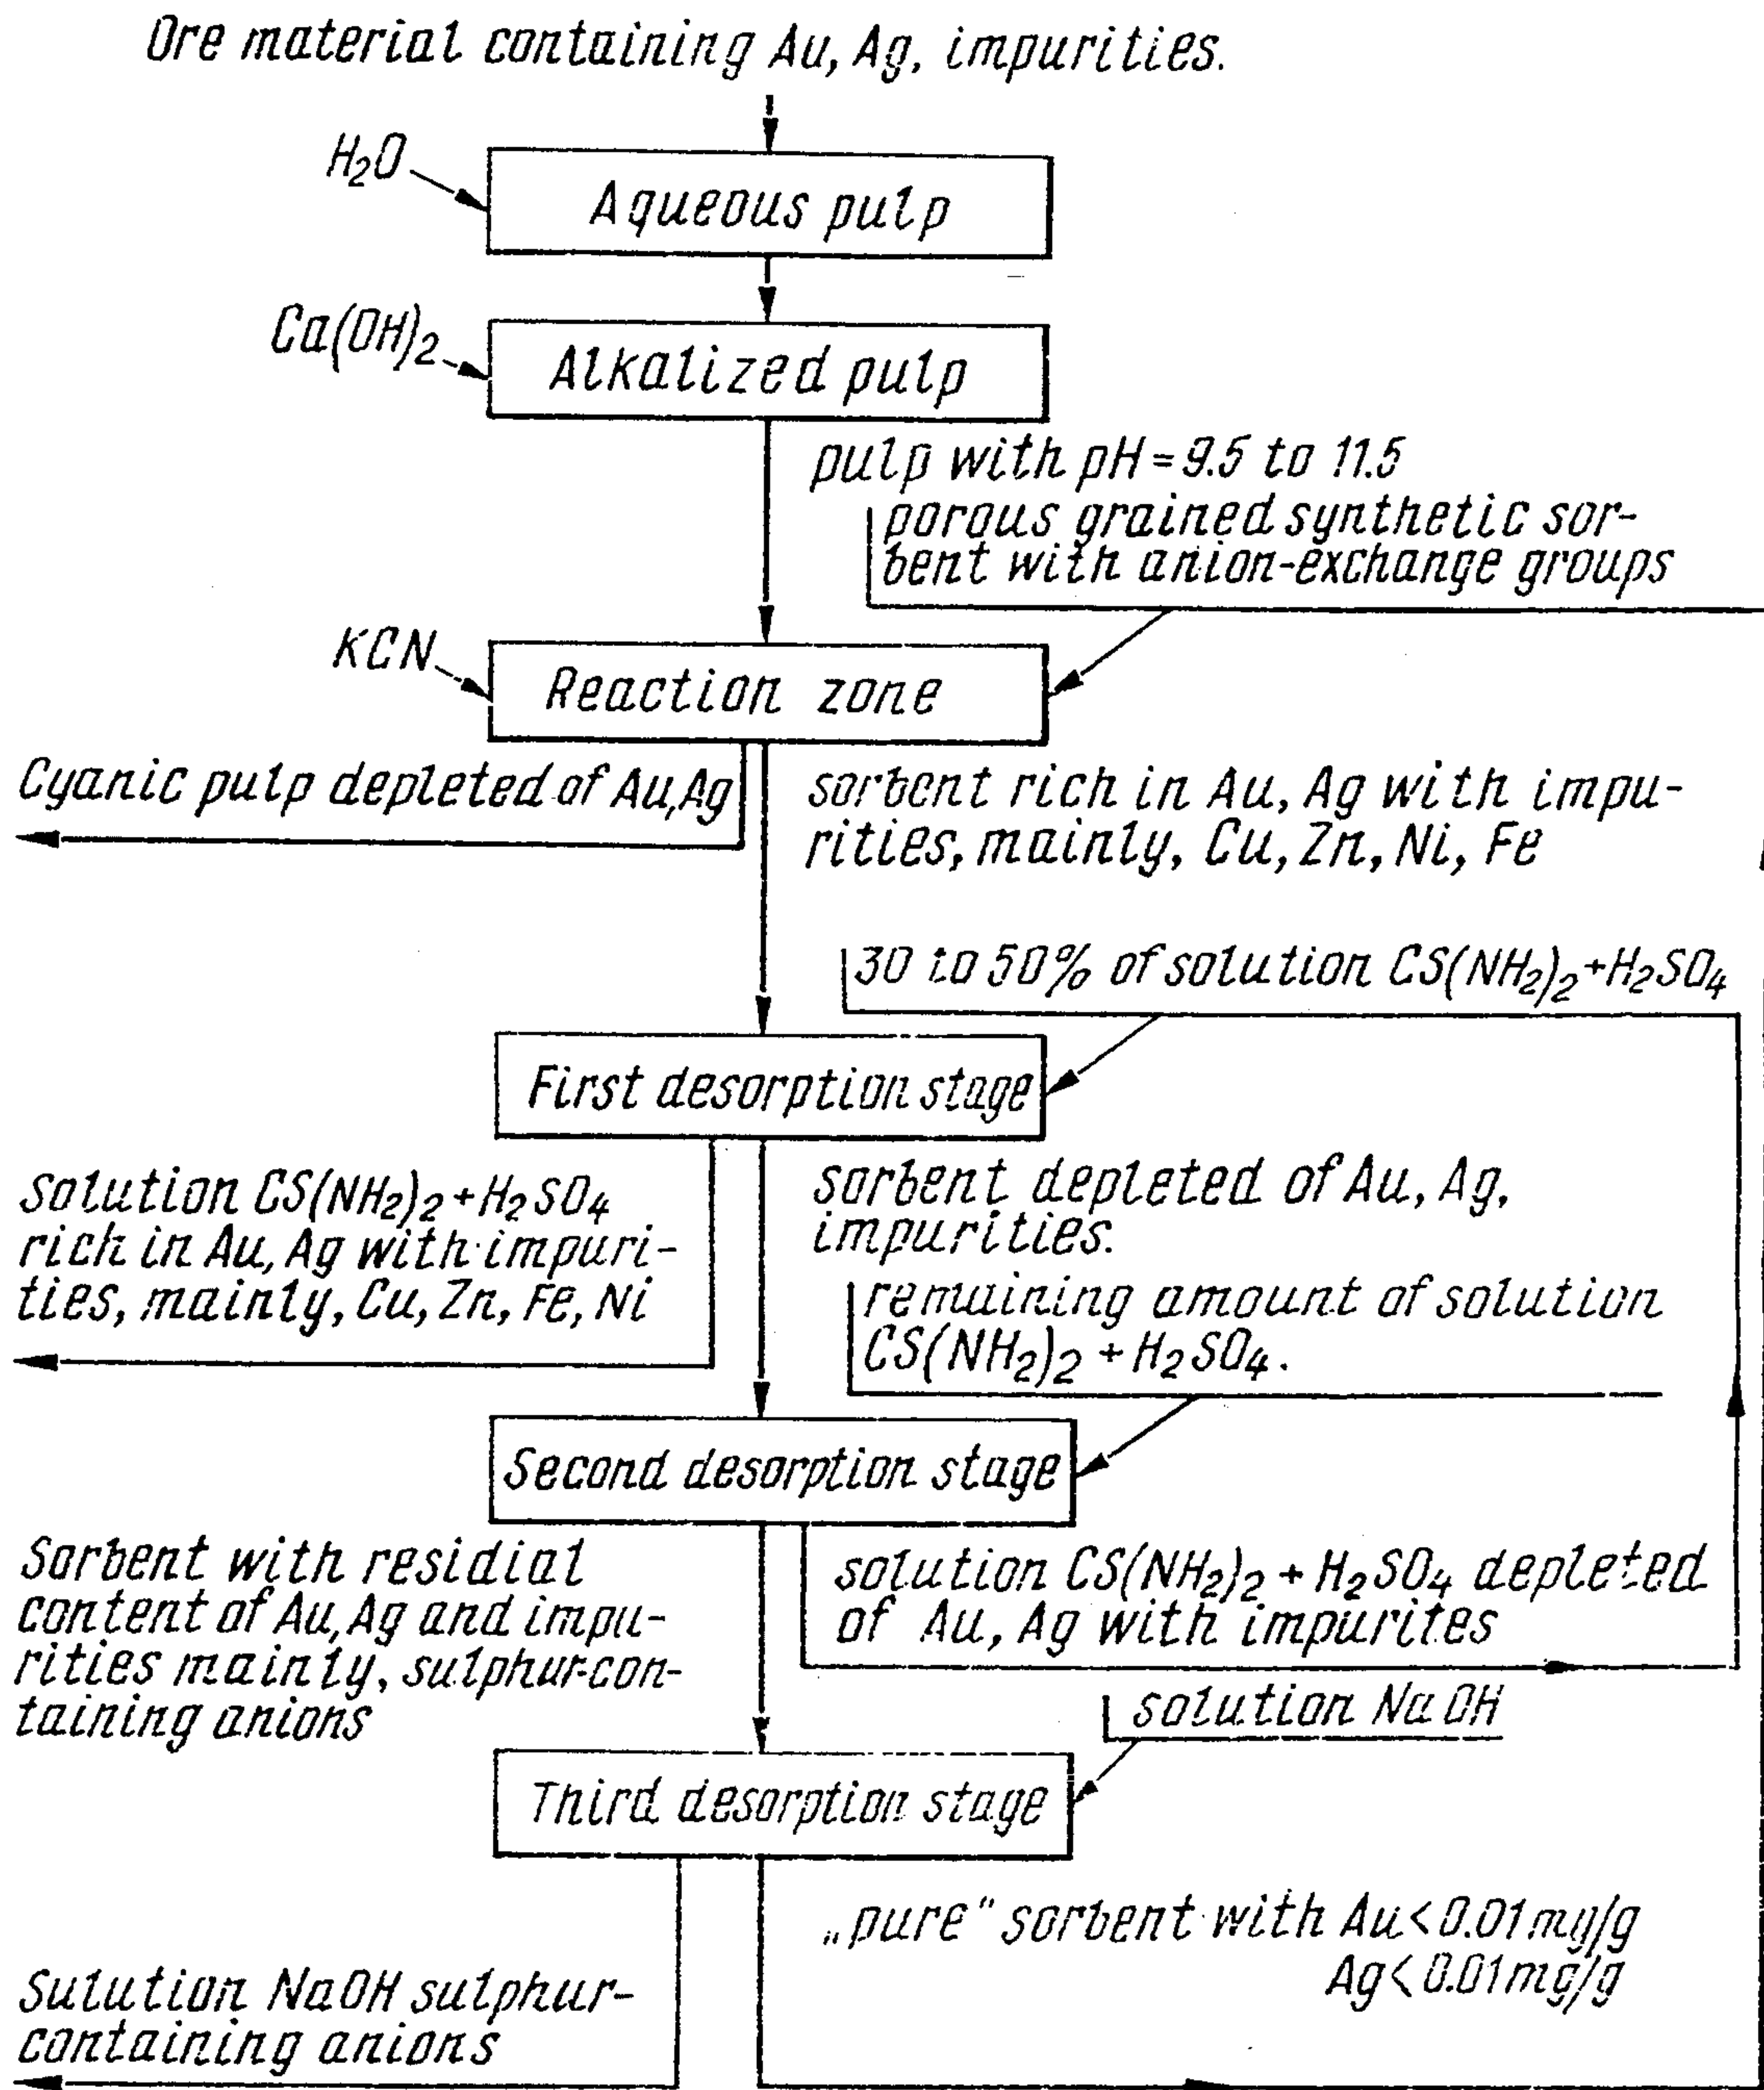 Ore material containing Au, Ag, impurities.
H₂O
Aqueous pulp
Ca(OH)₂
Alkalized pulp
pulp with pH = 9.5 to 11.5
porous grained synthetic sor-
bent with anion-exchange groups
KCN
Reaction zone
Cyanic pulp depleted of Au, Ag
sorbent rich in Au, Ag with impu-
rities, mainly, Cu, Zn, Ni, Fe
30 to 50% of solution CS(NH₂)₂+H₂SO₄
First desorption stage
solution CS(NH₂)₂+H₂SO₄
rich in Au, Ag with impuri-
ties, mainly, Cu, Zn, Fe, Ni
sorbent depleted of Au, Ag,
impurities.
remaining amount of solution
CS(NH₂)₂ + H₂SO₄.
Second desorption stage
Sorbent with residial
content of Au, Ag and impu-
rities mainly, sulphur-con-
taining anions
solution CS(NH₂)₂ + H₂SO₄ depleted
of Au, Ag with impurites
solution NaOH
Third desorption stage
„pure" sorbent with Au<0.01mg/g
Ag<0.01mg/g
Sulution NaOH sulphur-
containing anions